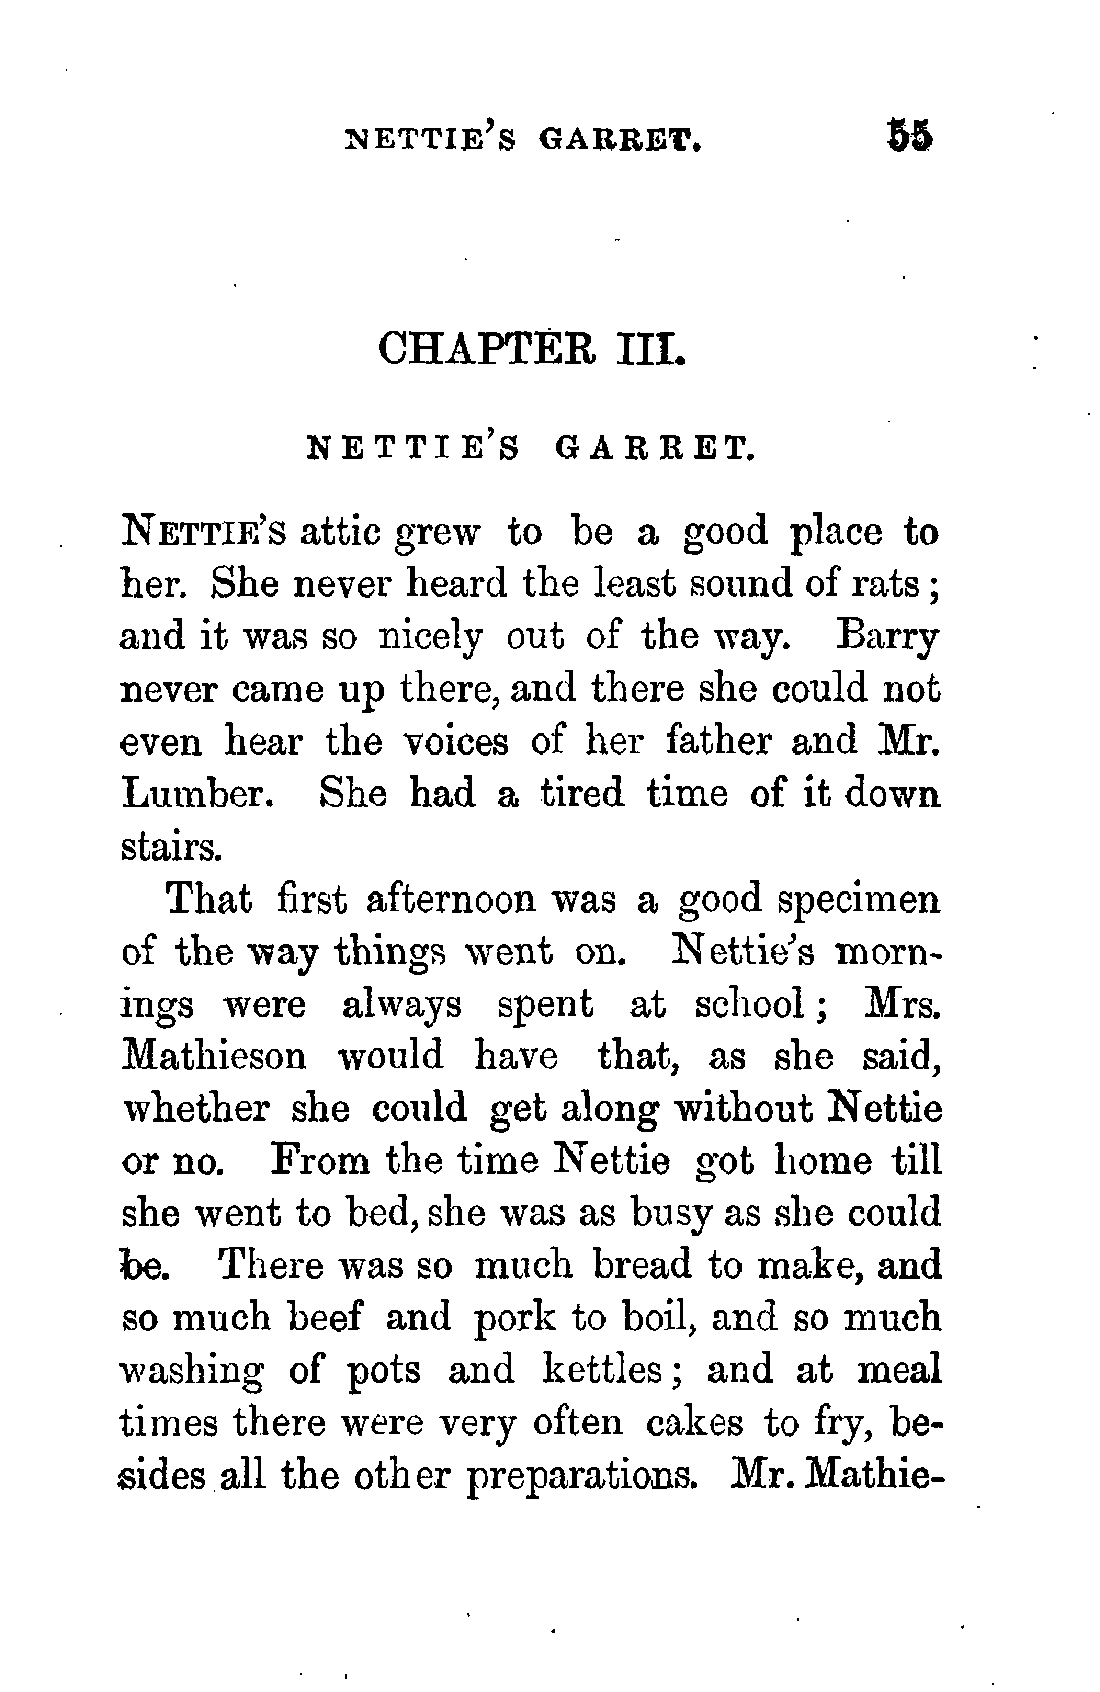 NETTIE'S GARRET. 55
CHAPTER III.
NETTIE'S GARRET.
NETTIE'S attic grew to be a good place to
her. She never heard the least sound of rats;
and it was so nicely out of the way. Barry
never came up there, and there she could not
even hear the voices of her father and Mr.
Lumber. She had a tired time of it down
stairs.
That first afternoon was a good specimen
of the way things went on. Nettie's morn-
ings were always spent at school; Mrs.
Mathieson would have that, as she said,
whether she could get along without Nettie
or no. From the time Nettie got home till
she went to bed, she was as busy as she could
be. There was so much bread to make, and
so much beef and pork to boil, and so much
washing of pots and kettles; and at meal
times there were very often cakes to fry, be-
sides all the other preparations. Mr. Mathie-